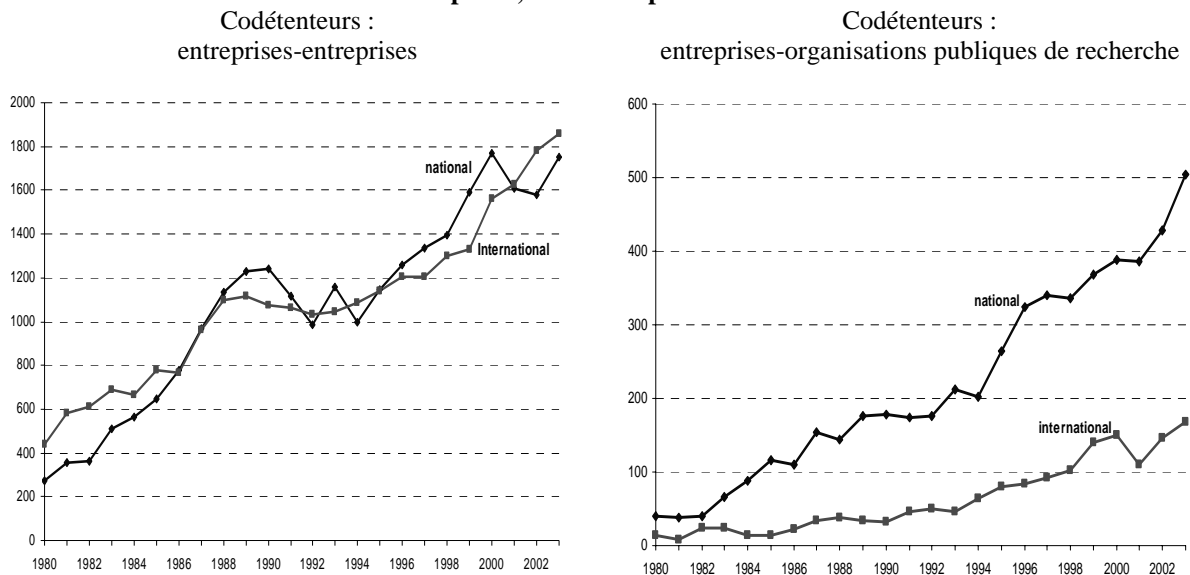 Codétenteurs :
entreprises-entreprises
2000
1800
1600
1400
1200
1000
800
600
400
200
0
national
International
1980 1982 1984 1986 1988 1990 1992 1994 1996 1998 2000 2002
Codétenteurs :
entreprises-organisations publiques de recherche
600
500
400
300
200
100
0
national
international
1980 1982 1984 1986 1988 1990 1992 1994 1996 1998 2000 2002